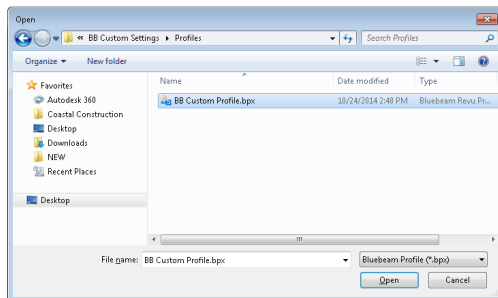 Open
« BB Custom Settings ▸ Profiles
Search Profiles
Organize ▾ New folder
Favorites
Autodesk 360
Coastal Construction
Desktop
Downloads
NEW
Recent Places
Desktop
Name Date modified Type
BB Custom Profile.bpx 10/24/2014 2:48 PM Bluebeam Revu Pr...
File name: BB Custom Profile.bpx Bluebeam Profile (*.bpx)
Open Cancel